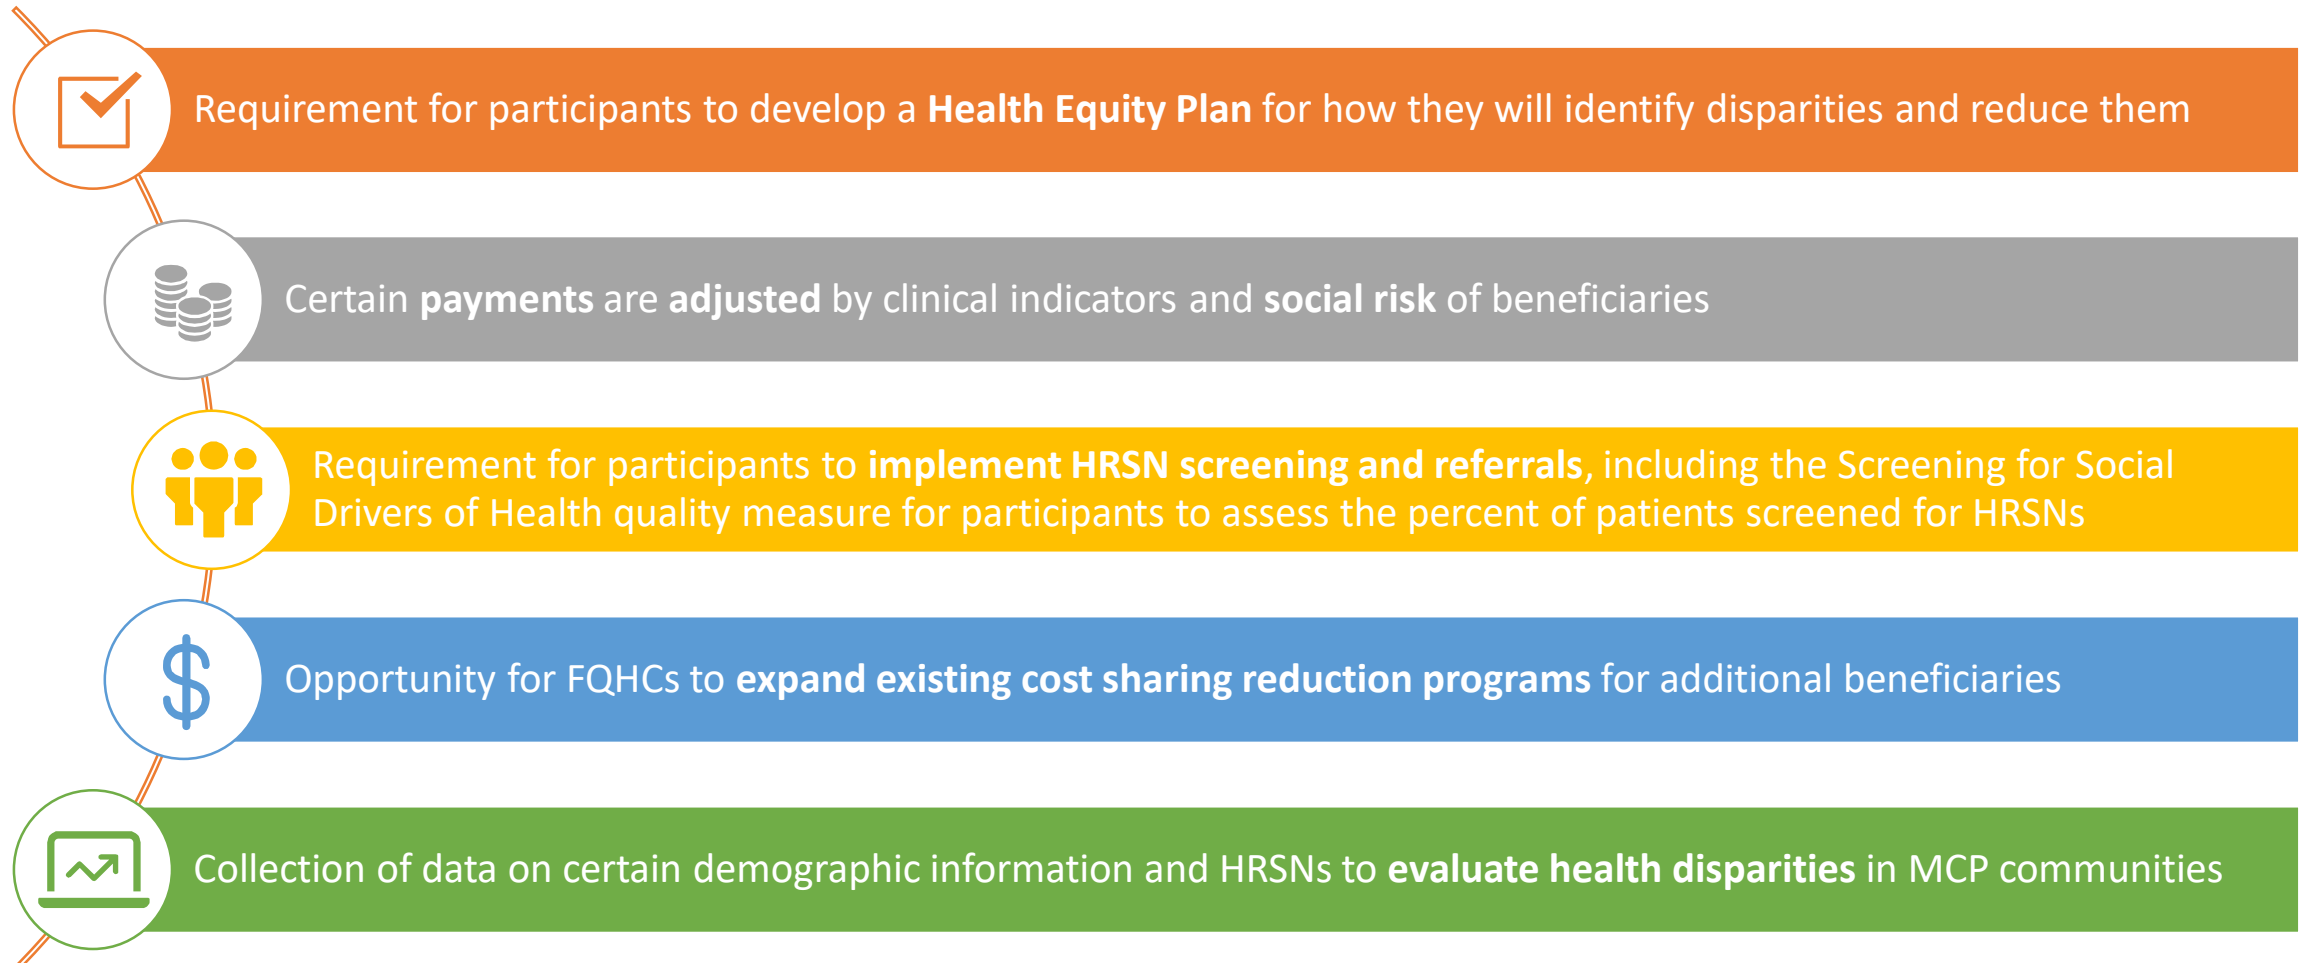 Requirement for participants to develop a Health Equity Plan for how they will identify disparities and reduce them
Certain payments are adjusted by clinical indicators and social risk of beneficiaries
Requirement for participants to implement HRSN screening and referrals, including the Screening for Social
Drivers of Health quality measure for participants to assess the percent of patients screened for HRSNs
Opportunity for FQHCs to expand existing cost sharing reduction programs for additional beneficiaries
Collection of data on certain demographic information and HRSNs to evaluate health disparities in MCP communities